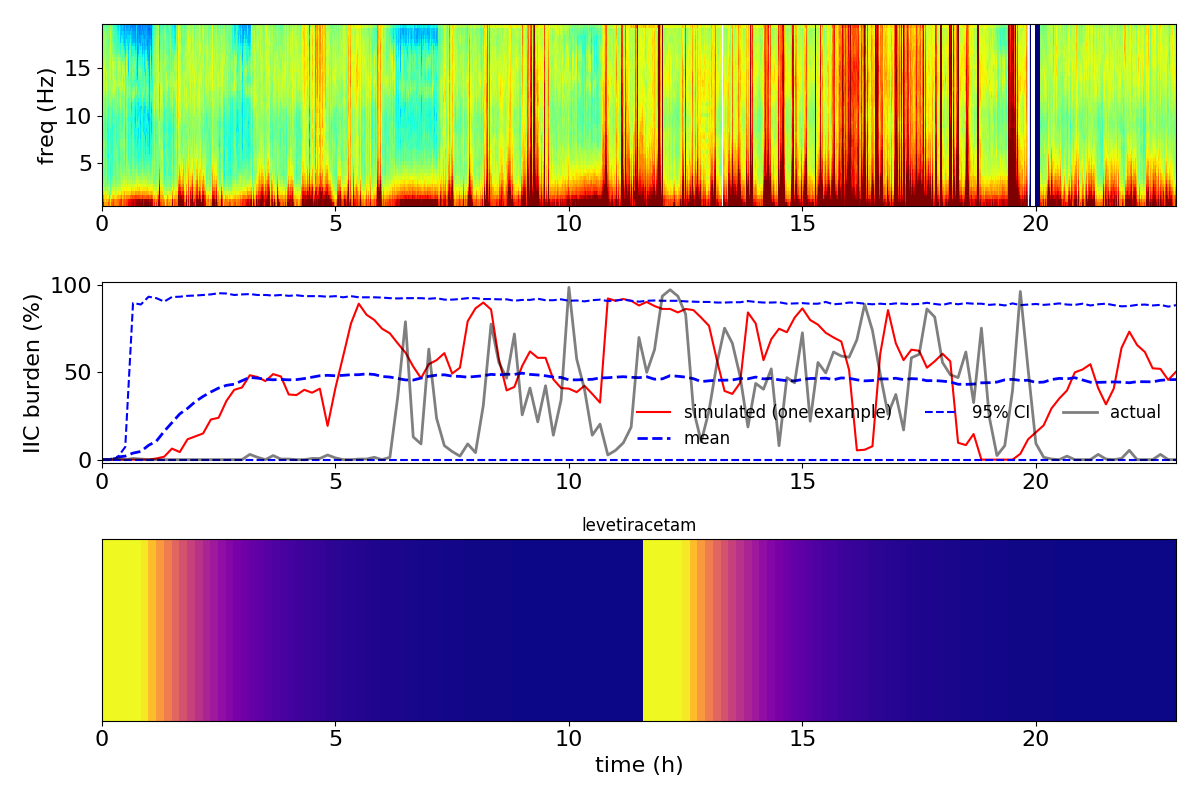 freq (Hz)
15
10
5
0 5 10 15 20
IIC burden (%)
100
50
0
simulated (one example) 95% CI actual
mean
0 5 10 15 20
levetiracetam
0 5 10 15 20
time (h)